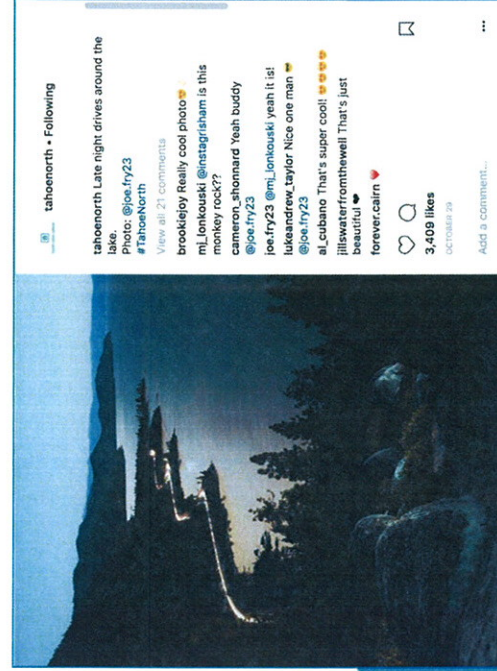 tahoenorth • Following
tahoenorth Late night drives around the
lake.
Photo: @joe.fry23
#TahoeNorth
View all 21 comments
brookiejoy Really cool photo😍
mj_lonkouski @instagrisham is this
monkey rock??
cameron_shonnard Yeah buddy
@joe.fry23
joe.fry23 @mj_lonkouski yeah it is!
lukeandrew_taylor Nice one man 😎
@joe.fry23
al_cubano That's super cool! 😍😍😍😍
jillswaterfromthewell That's just
beautiful ❤
forever.cairn ❤
3,409 likes
OCTOBER 29
Add a comment...